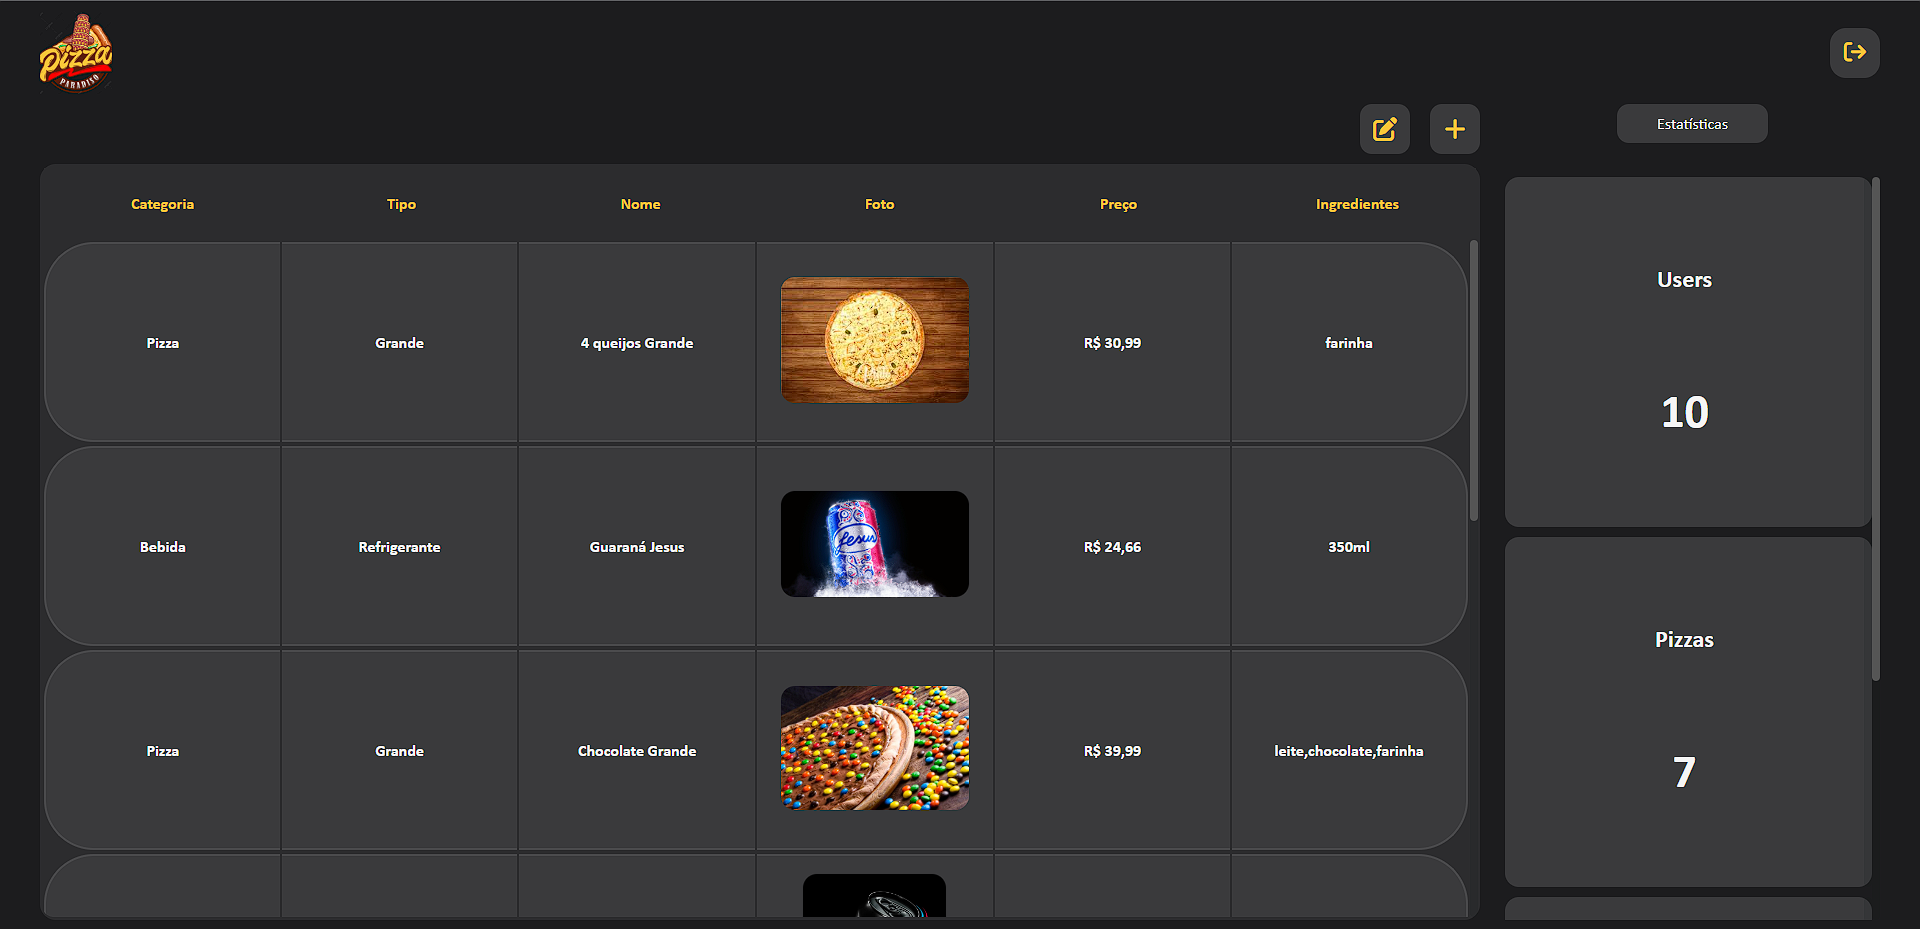 Pizza
PARADISO
Estatísticas
Categoria Tipo Nome Foto Preço Ingredientes
Pizza Grande 4 queijos Grande R$ 30,99 farinha
Bebida Refrigerante Guaraná Jesus Jesus R$ 24,66 350ml
Pizza Grande Chocolate Grande R$ 39,99 leite,chocolate,farinha
Users
10
Pizzas
7